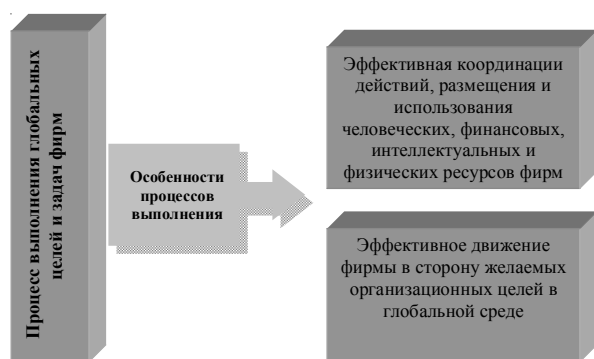 Процесс выполнения глобальных
целей и задач фирм
Особенности
процессов
выполнения
Эффективная координации
действий, размещения и
использования
человеческих, финансовых,
интеллектуальных и
физических ресурсов фирм
Эффективное движение
фирмы в сторону желаемых
организационных целей в
глобальной среде